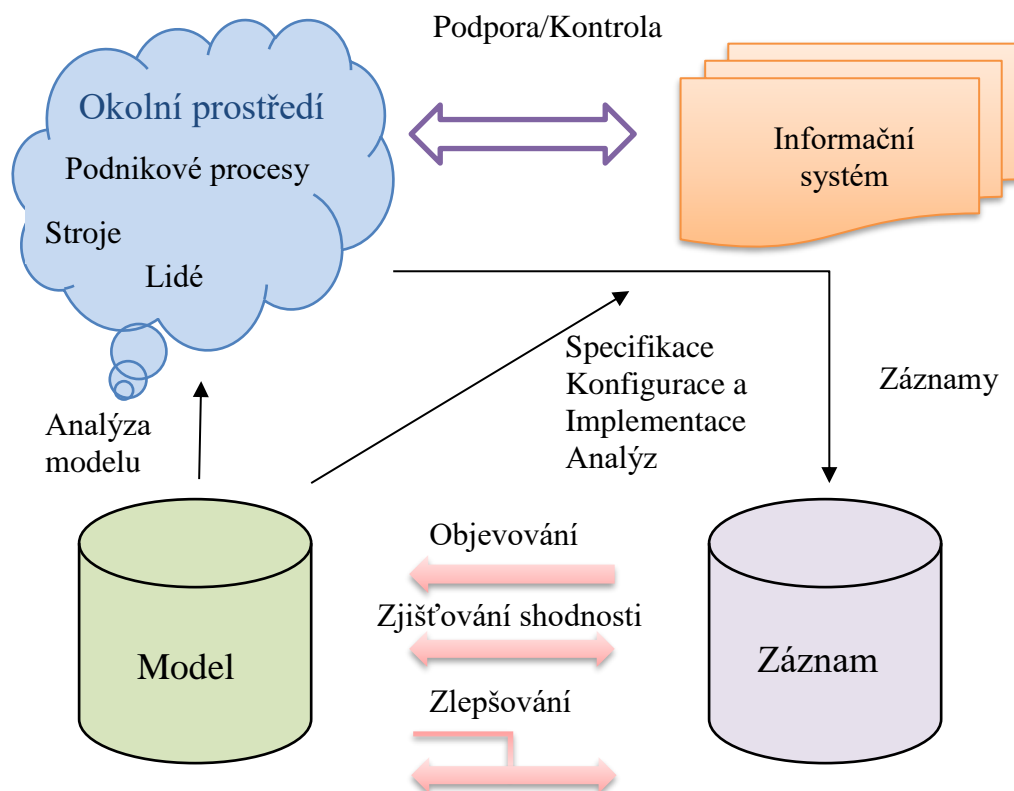 Podpora/Kontrola
Okolní prostředí
Podnikové procesy
Stroje
Lidé
Informační
systém
Specifikace
Konfigurace a
Implementace
Analýz
Záznamy
Analýza
modelu
Objevování
Zjišťování shodnosti
Zlepšování
Model
Záznam